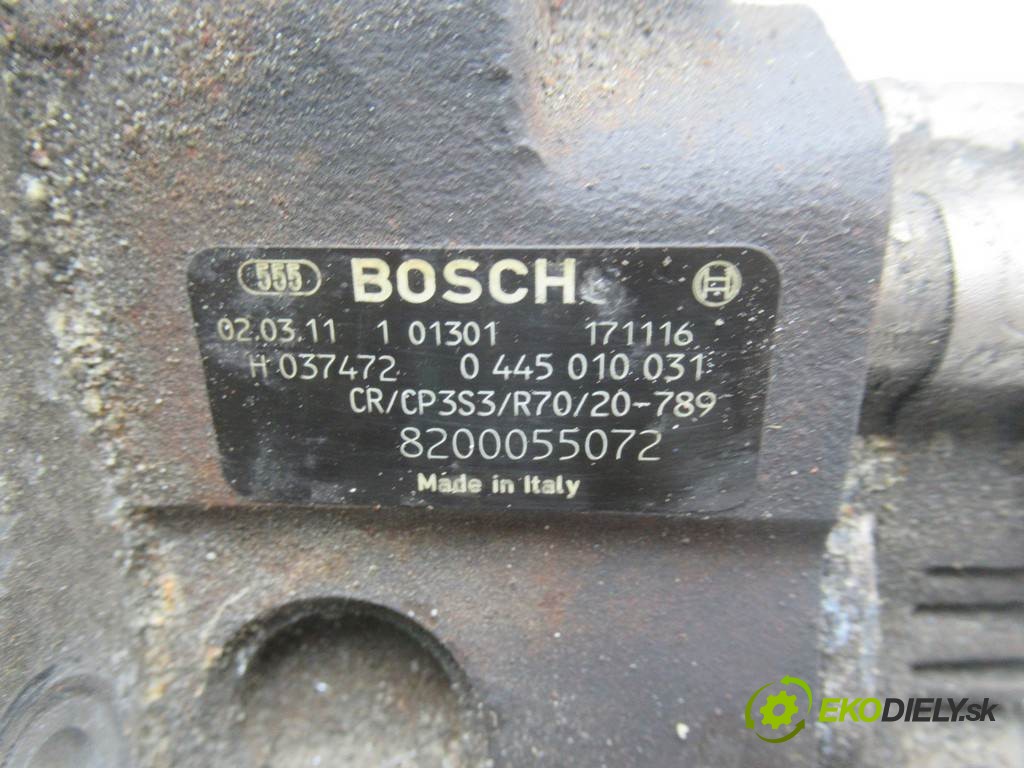 555 BOSCH
02.03.11 1 01301 171116
H 037472 0 445 010 031
CR/CP3S3/R70/20-789
8200055072
Made in Italy
EKODIELY.sk